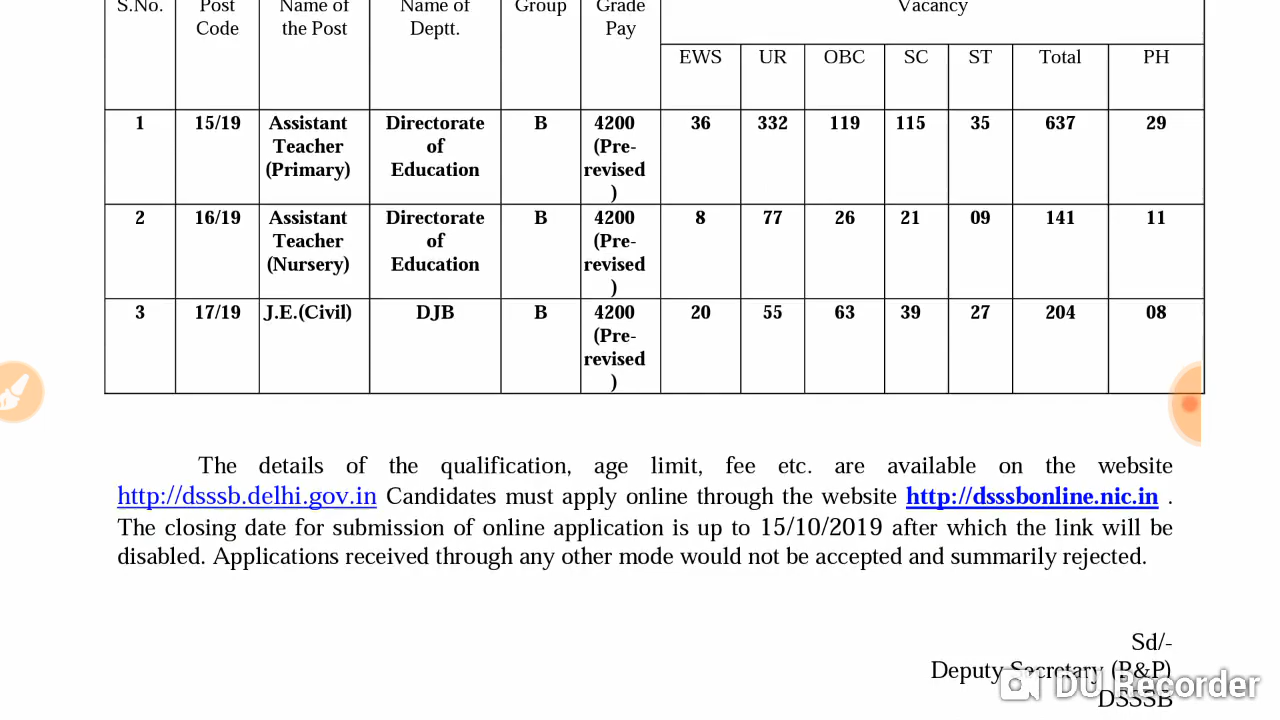 S.No. Post Name of Name of Group Grade Vacancy
Code the Post Deptt. Pay
EWS UR OBC SC ST Total PH
1 15/19 Assistant Directorate B 4200 36 332 119 115 35 637 29
Teacher of (Pre-
(Primary) Education revised
)
2 16/19 Assistant Directorate B 4200 8 77 26 21 09 141 11
Teacher of (Pre-
(Nursery) Education revised
)
3 17/19 J.E.(Civil) DJB B 4200 20 55 63 39 27 204 08
(Pre-
revised
)
The details of the qualification, age limit, fee etc. are available on the website
http://dsssb.delhi.gov.in Candidates must apply online through the website http://dsssbonline.nic.in .
The closing date for submission of online application is up to 15/10/2019 after which the link will be
disabled. Applications received through any other mode would not be accepted and summarily rejected.
Sd/-
Deputy Secretary (P&P)
DU Recorder
DSSSB